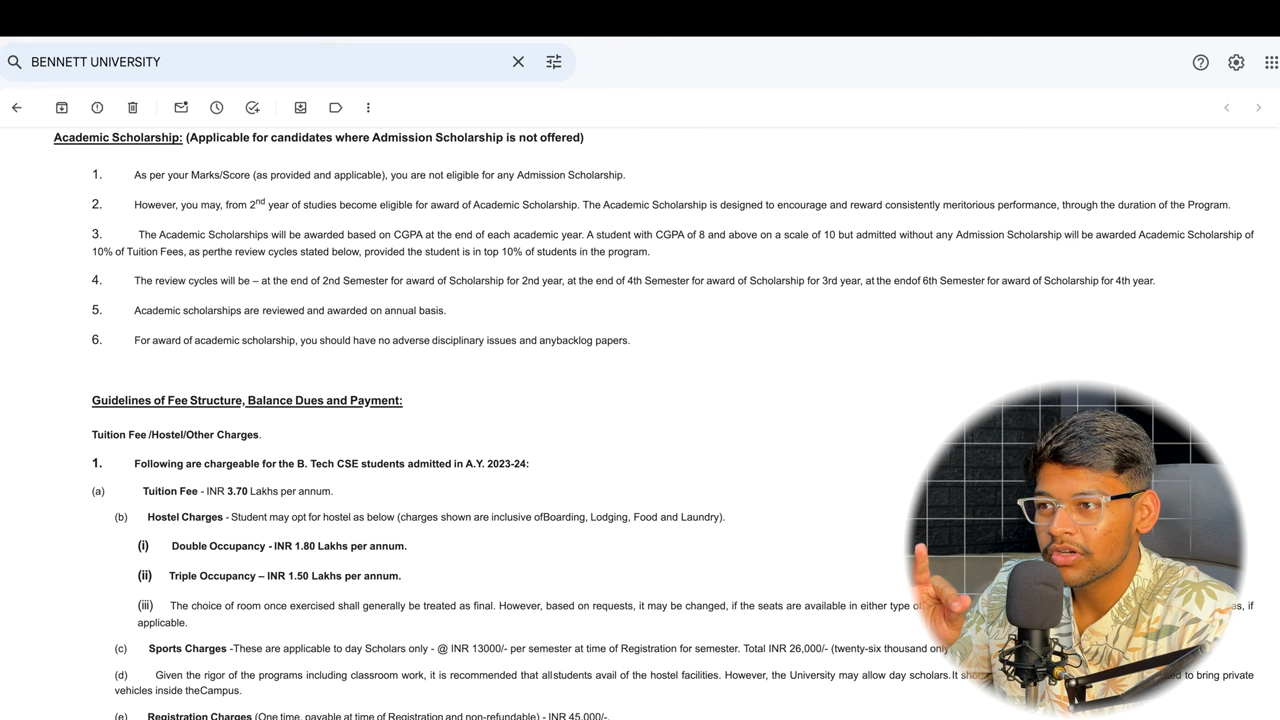 BENNETT UNIVERSITY
Academic Scholarship: (Applicable for candidates where Admission Scholarship is not offered)
1. As per your Marks/Score (as provided and applicable), you are not eligible for any Admission Scholarship.
2. However, you may, from 2nd year of studies become eligible for award of Academic Scholarship. The Academic Scholarship is designed to encourage and reward consistently meritorious performance, through the duration of the Program.
3. The Academic Scholarships will be awarded based on CGPA at the end of each academic year. A student with CGPA of 8 and above on a scale of 10 but admitted without any Admission Scholarship will be awarded Academic Scholarship of
10% of Tuition Fees, as perthe review cycles stated below, provided the student is in top 10% of students in the program.
4. The review cycles will be – at the end of 2nd Semester for award of Scholarship for 2nd year, at the end of 4th Semester for award of Scholarship for 3rd year, at the endof 6th Semester for award of Scholarship for 4th year.
5. Academic scholarships are reviewed and awarded on annual basis.
6. For award of academic scholarship, you should have no adverse disciplinary issues and anybacklog papers.
Guidelines of Fee Structure, Balance Dues and Payment:
Tuition Fee /Hostel/Other Charges.
1. Following are chargeable for the B. Tech CSE students admitted in A.Y. 2023-24:
(a) Tuition Fee - INR 3.70 Lakhs per annum.
(b) Hostel Charges - Student may opt for hostel as below (charges shown are inclusive ofBoarding, Lodging, Food and Laundry).
(i) Double Occupancy - INR 1.80 Lakhs per annum.
(ii) Triple Occupancy – INR 1.50 Lakhs per annum.
(iii) The choice of room once exercised shall generally be treated as final. However, based on requests, it may be changed, if the seats are available in either type if
applicable.
(c) Sports Charges -These are applicable to day Scholars only - @ INR 13000/- per semester at time of Registration for semester. Total INR 26,000/- (twenty-six thousand only
(d) Given the rigor of the programs including classroom work, it is recommended that allstudents avail of the hostel facilities. However, the University may allow day scholars.It to bring private
vehicles inside theCampus.
(e) Registration Charges (One time, payable at time of Registration and non-refundable) - INR 45,000/-.